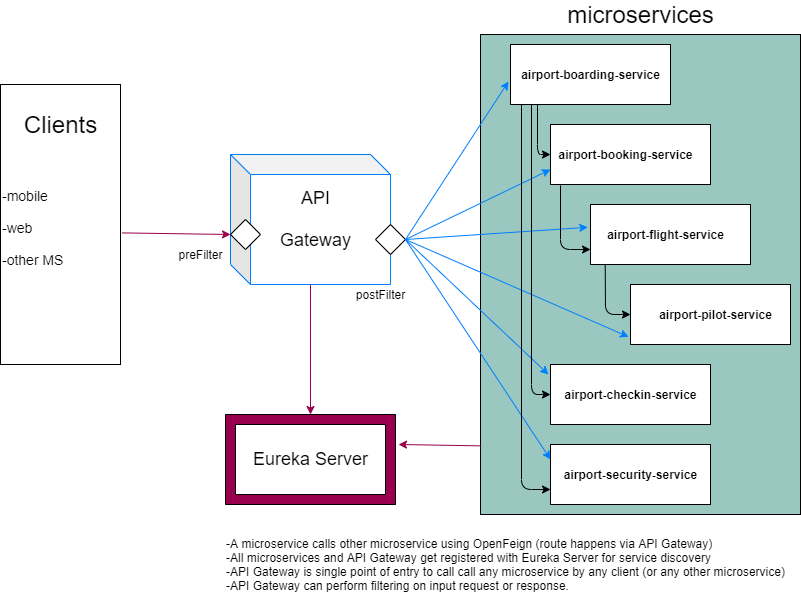 microservices
airport-boarding-service
Clients
airport-booking-service
-mobile
API
-web
Gateway
airport-flight-service
preFilter
-other MS
postFilter
airport-pilot-service
airport-checkin-service
Eureka Server
airport-security-service
-A microservice calls other microservice using OpenFeign (route happens via API Gateway)
-All microservices and API Gateway get registered with Eureka Server for service discovery
-API Gateway is single point of entry to call call any microservice by any client (or any other microservice)
-API Gateway can perform filtering on input request or response.